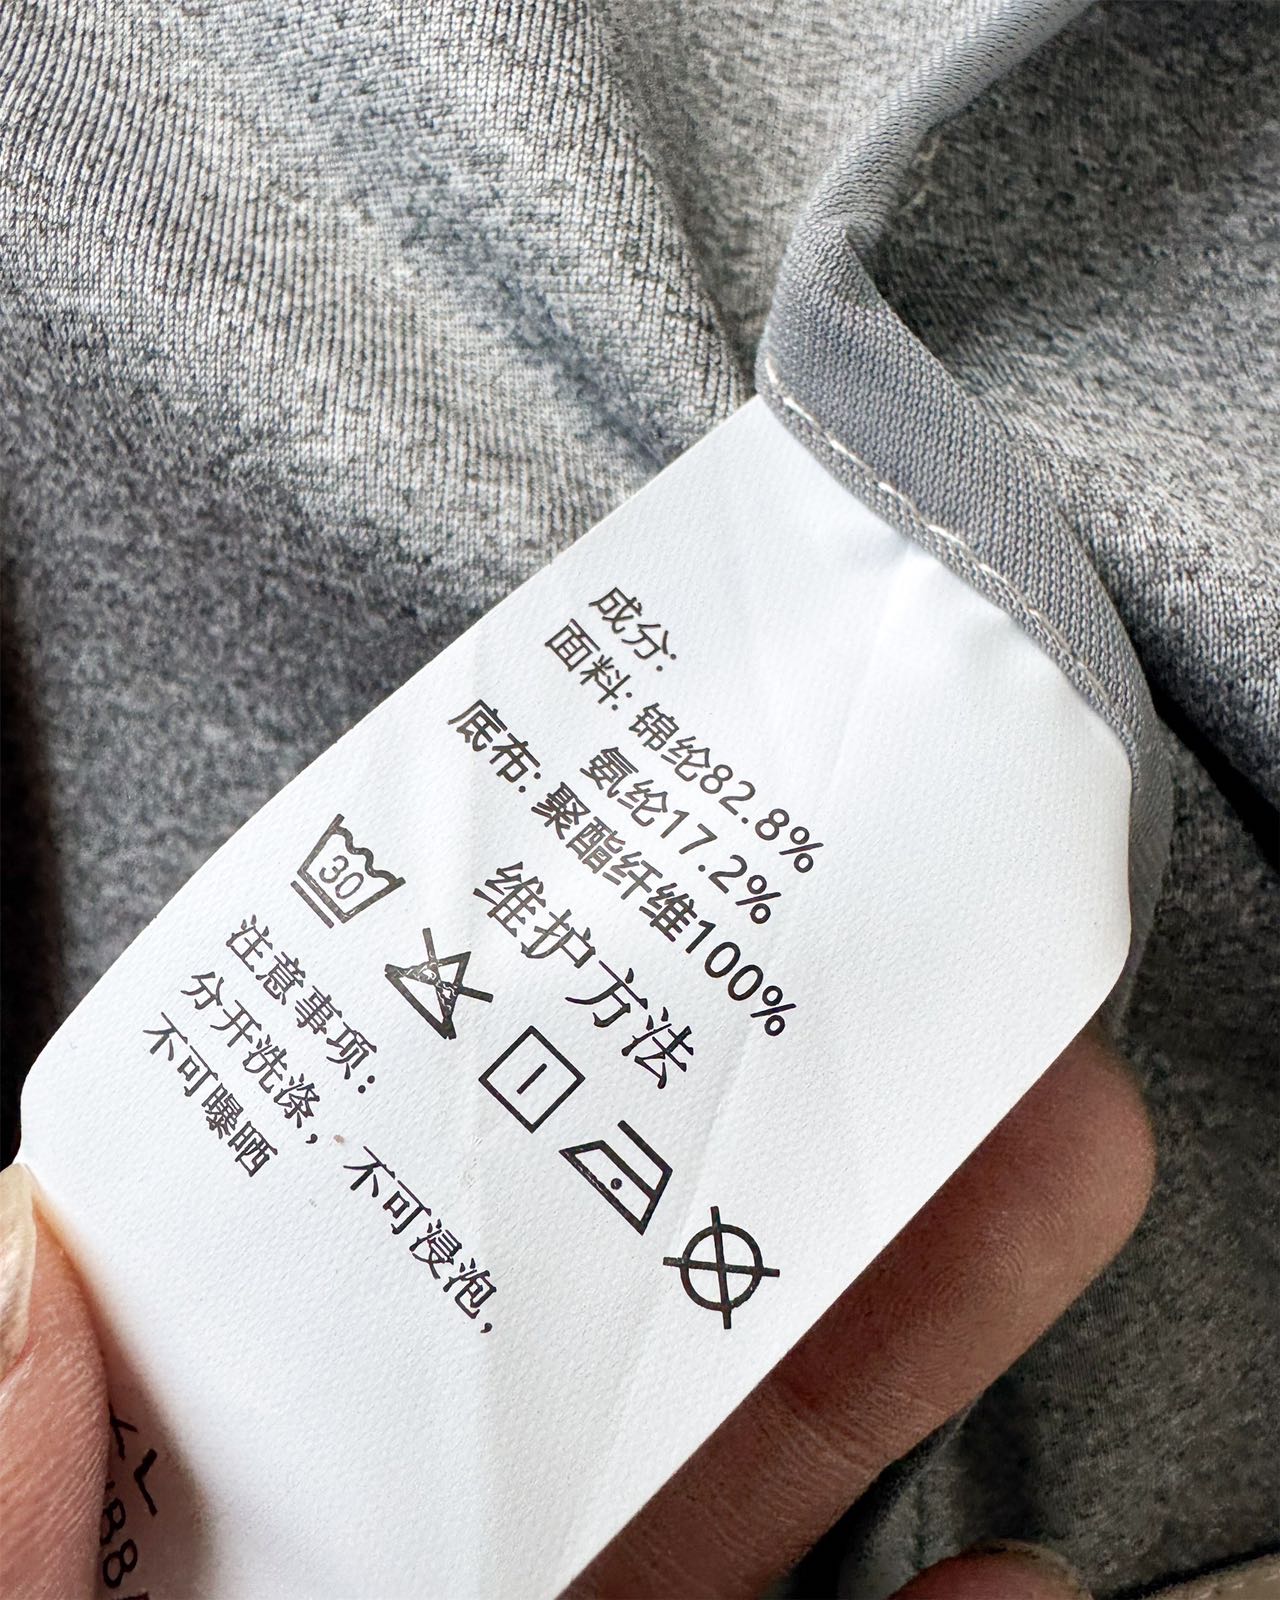 成分:
面料: 锦纶82.8%
氨纶17.2%
底布: 聚酯纤维100%
维护方法
30
注意事项:
分开洗涤, 不可浸泡,
不可曝晒